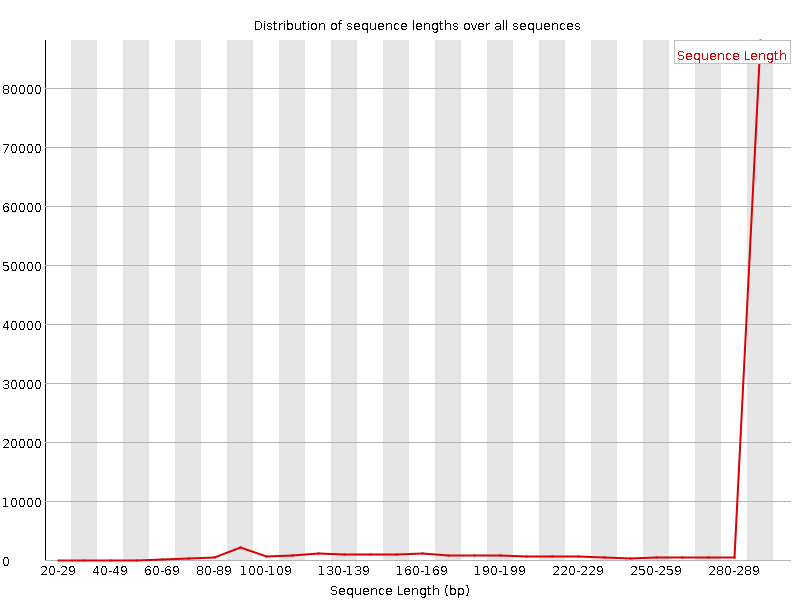 Distribution of sequence lengths over all sequences
Sequence Length
80000
70000
60000
50000
40000
30000
20000
10000
0
20-29 40-49 60-69 80-89 100-109 130-139 160-169 190-199 220-229 250-259 280-289
Sequence Length (bp)